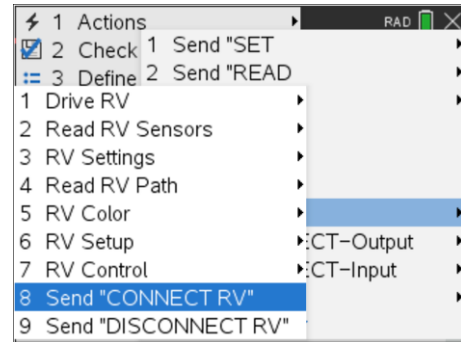 1 Actions
RAD
2 Check
1 Send "SET
3 Define
2 Send "READ
1 Drive RV
2 Read RV Sensors
3 RV Settings
4 Read RV Path
5 RV Color
6 RV Setup
ECT-Output
7 RV Control
ECT-Input
8 Send "CONNECT RV"
9 Send "DISCONNECT RV"